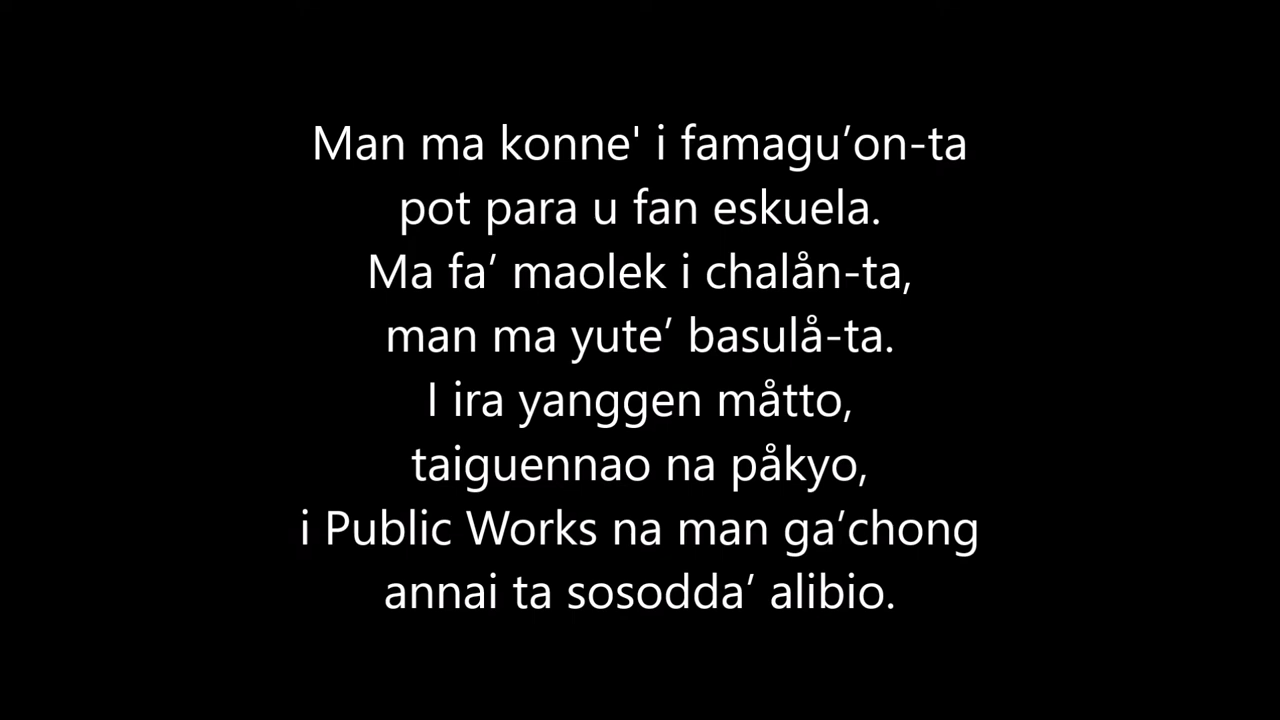 Man ma konne' i famagu’on-ta
pot para u fan eskuela.
Ma fa’ maolek i chalån-ta,
man ma yute’ basulå-ta.
I ira yanggen måtto,
taiguennao na påkyo,
i Public Works na man ga’chong
annai ta sosodda’ alibio.